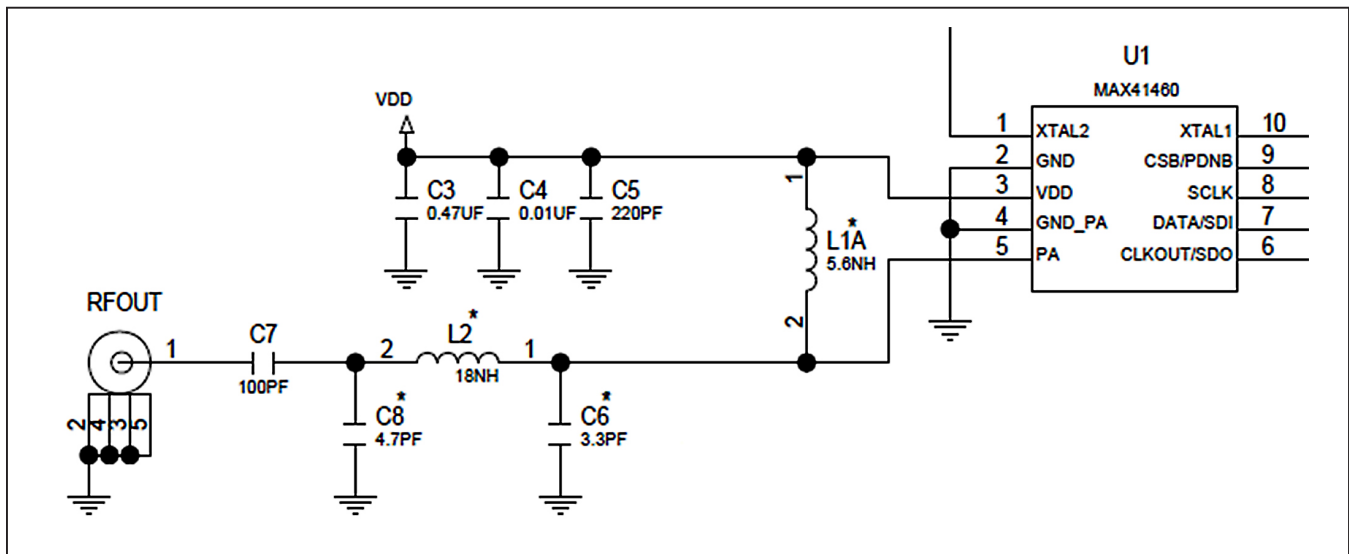 U1
MAX41460
VDD
1 XTAL2 XTAL1 10
2 GND CSB/PDNB 9
3 VDD SCLK 8
4 GND_PA DATA/SDI 7
5 PA CLKOUT/SDO 6
C3
0.47UF
C4
0.01UF
C5
220PF
1
L1A*
5.6NH
2
RFOUT
1
C7
100PF
2
L2*
18NH
1
C8*
4.7PF
C6*
3.3PF
2 4 3 5